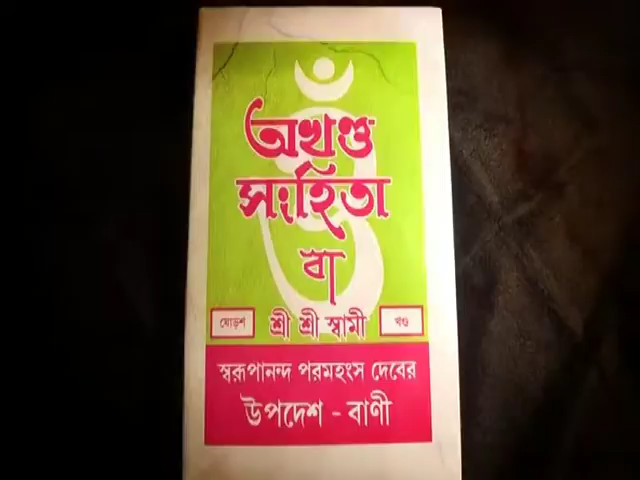 অখণ্ড
সংহিতা
বা
ষোড়শ শ্রী শ্রী স্বামী খণ্ড
স্বরূপানন্দ পরমহংস দেবের
উপদেশ - বাণী